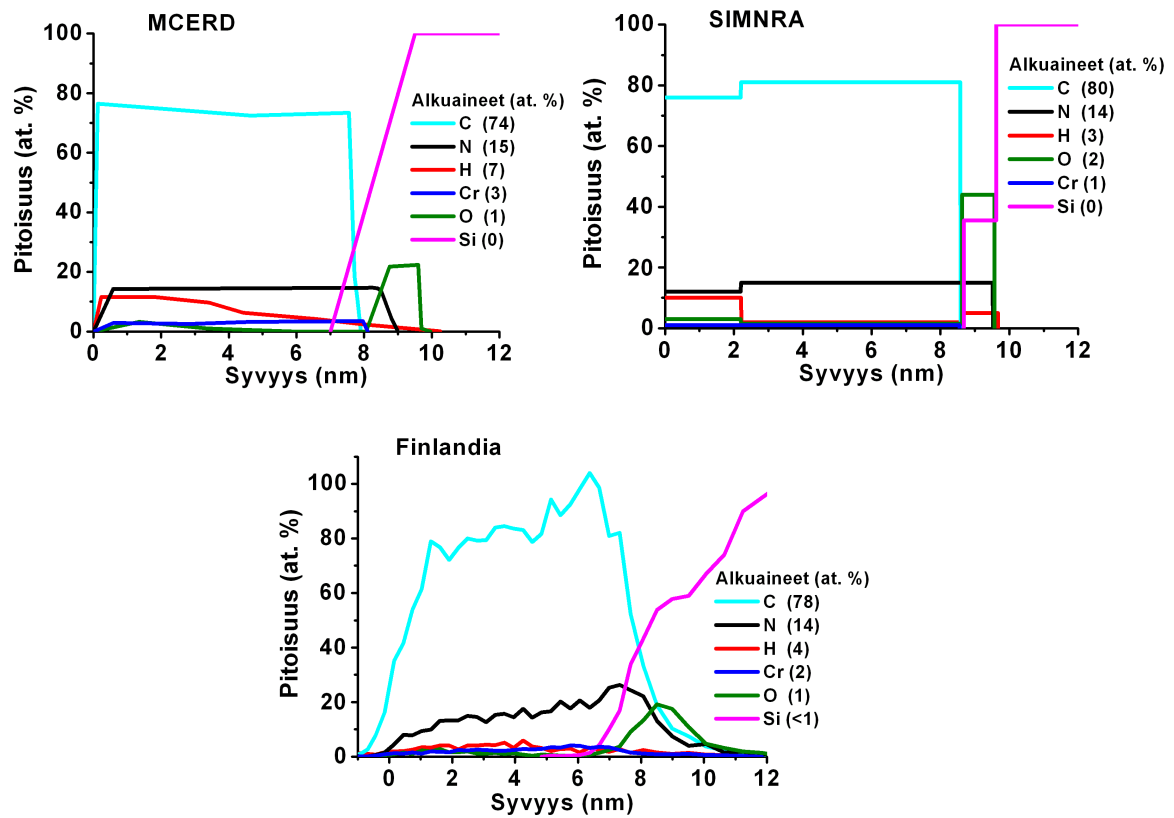 MCERD
Pitoisuus (at. %)
100
80
60
40
20
0
0 2 4 6 8 10 12
Syvyys (nm)
Alkuaineet (at. %)
C (74)
N (15)
H (7)
Cr (3)
O (1)
Si (0)
SIMNRA
Pitoisuus (at. %)
100
80
60
40
20
0
0 2 4 6 8 10 12
Syvyys (nm)
Alkuaineet (at. %)
C (80)
N (14)
H (3)
O (2)
Cr (1)
Si (0)
Finlandia
Pitoisuus (at. %)
100
80
60
40
20
0
0 2 4 6 8 10 12
Syvyys (nm)
Alkuaineet (at. %)
C (78)
N (14)
H (4)
Cr (2)
O (1)
Si (<1)